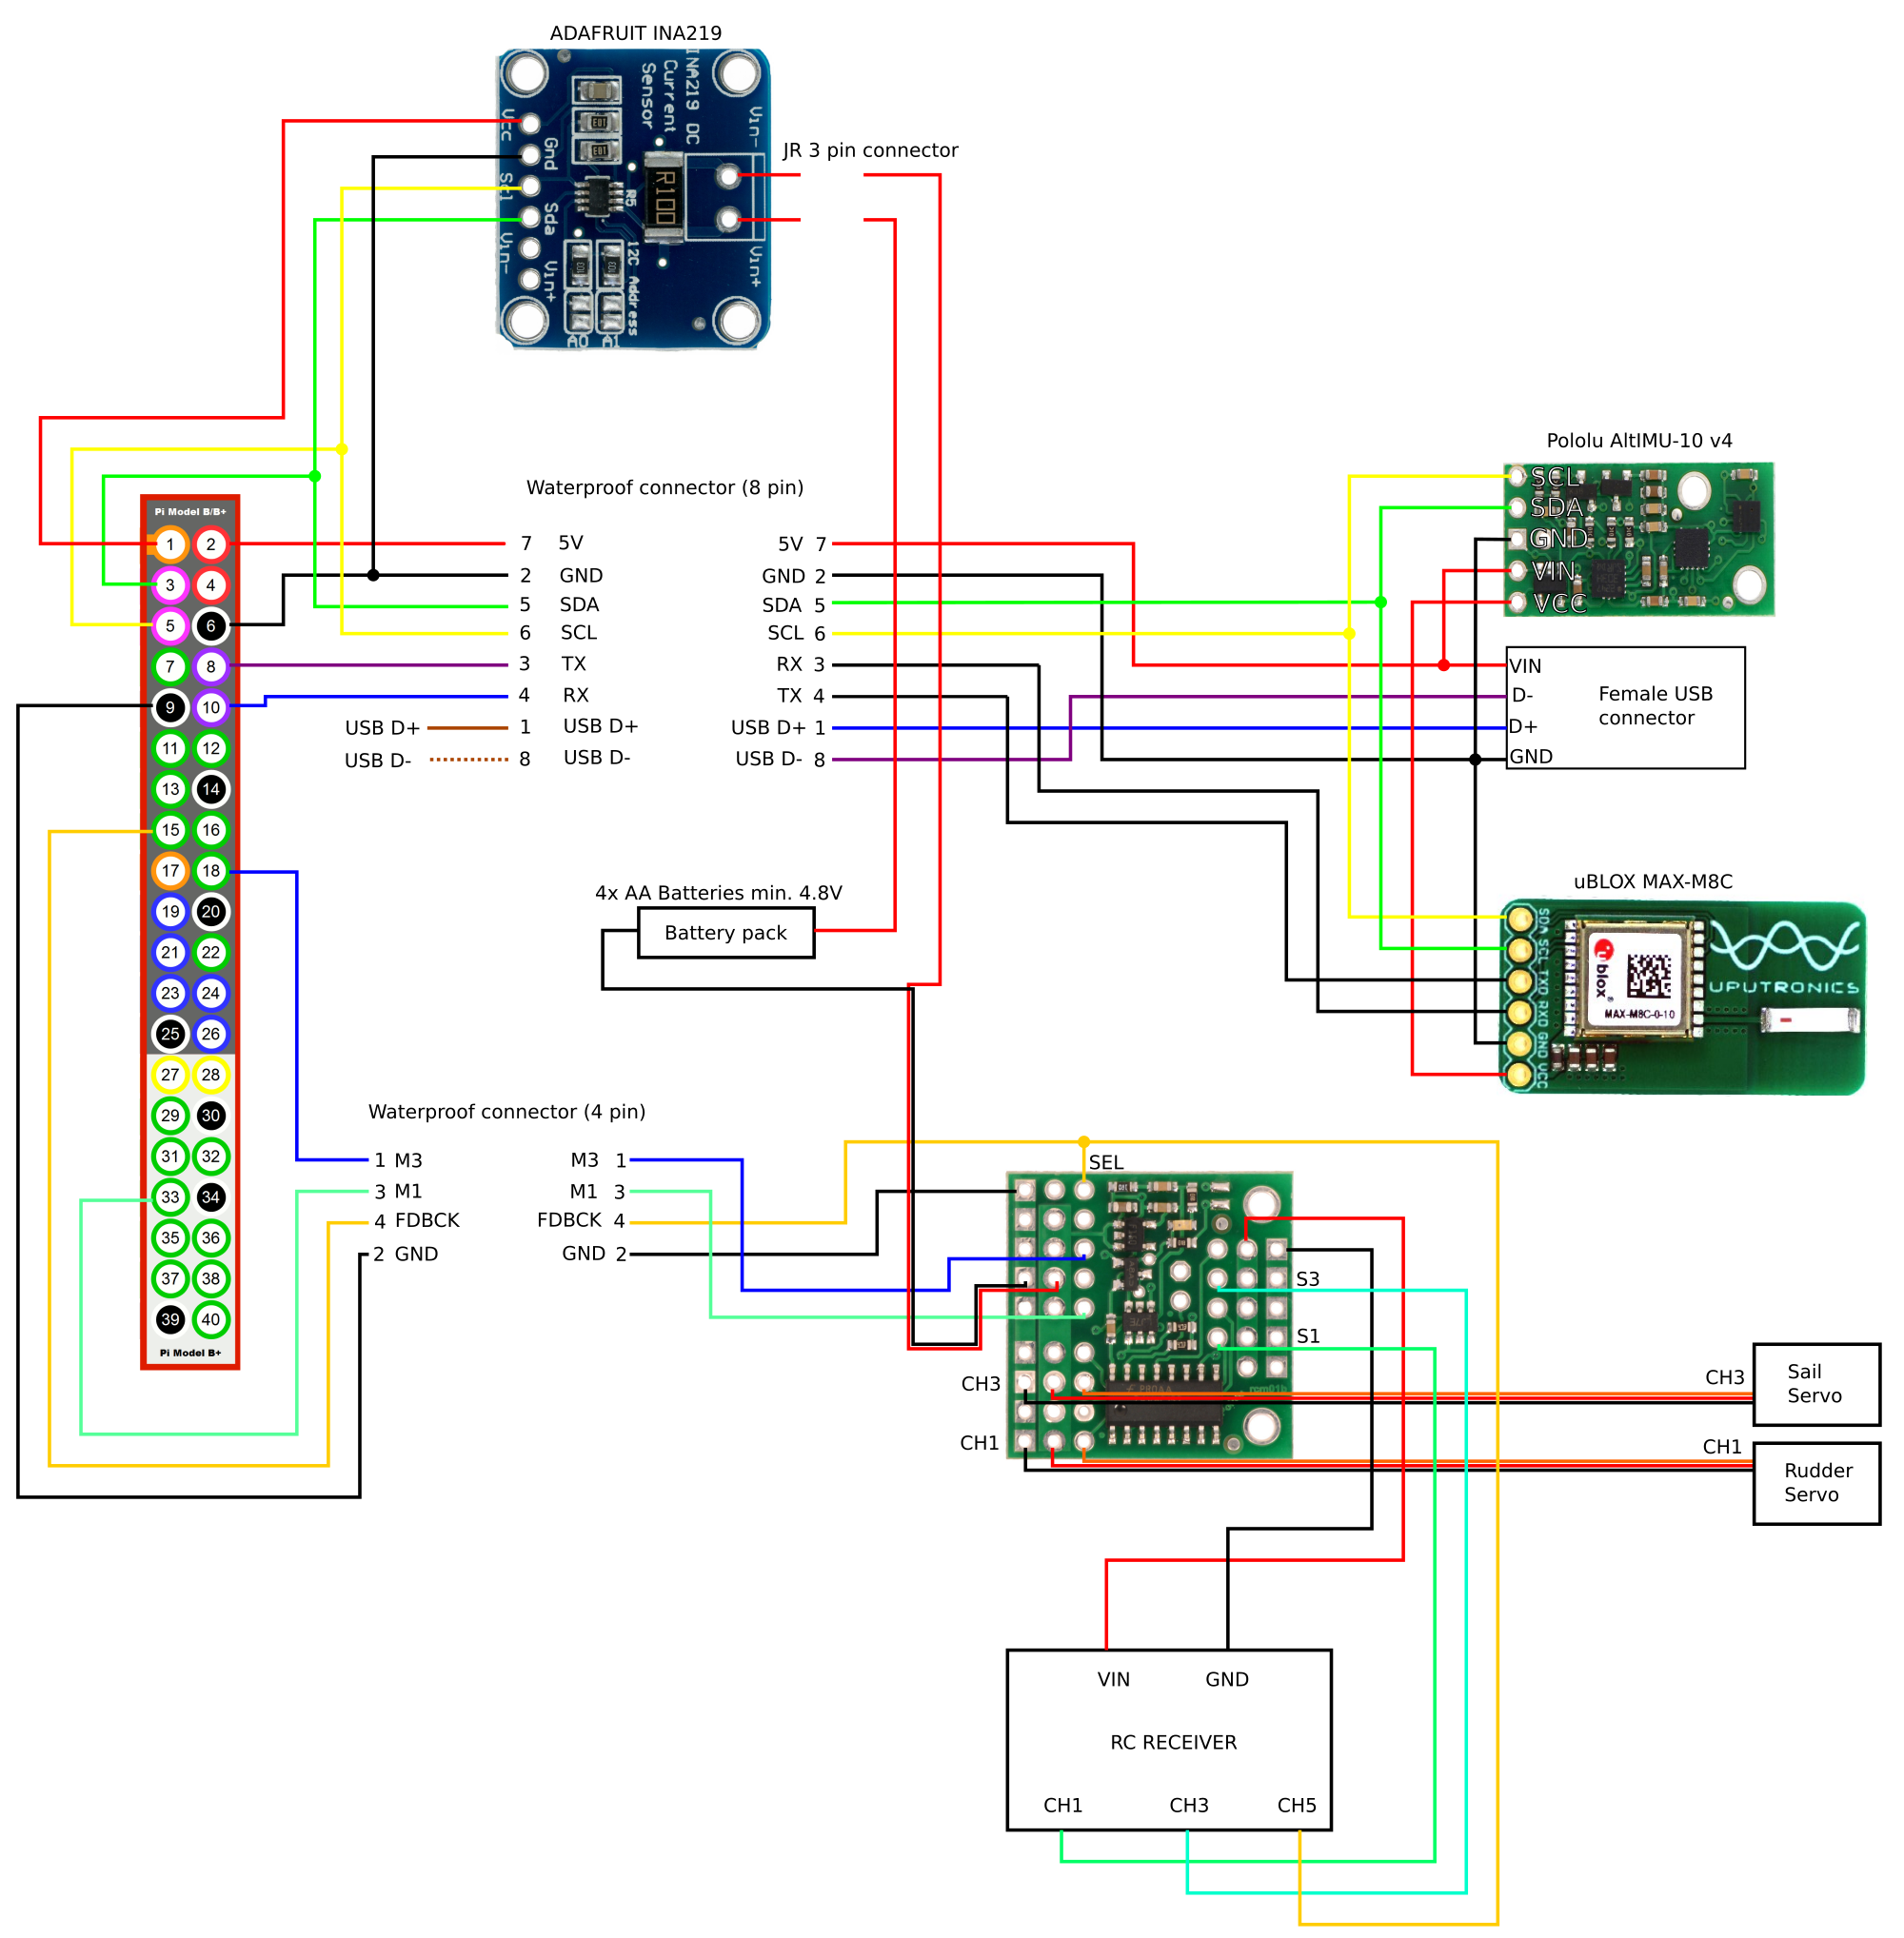 ADAFRUIT INA219
INA219 DC
Current
Sensor
Vcc
Gnd
Scl
Sda
Vin-
Vin+
Vin-
Vin+
R100
R5
E01
E01
103
103
I2C Address
A0 A1
JR 3 pin connector
Pololu AltIMU-10 v4
SCL
SDA
GND
VIN
VCC
Waterproof connector (8 pin)
7 5V
2 GND
5 SDA
6 SCL
3 TX
4 RX
USB D+ 1 USB D+
USB D- 8 USB D-
5V 7
GND 2
SDA 5
SCL 6
RX 3
TX 4
USB D+ 1
USB D- 8
VIN
D-
D+
GND
Female USB
connector
Pi Model B/B+
1 2
3 4
5 6
7 8
9 10
11 12
13 14
15 16
17 18
19 20
21 22
23 24
25 26
27 28
29 30
31 32
33 34
35 36
37 38
39 40
Pi Model B+
4x AA Batteries min. 4.8V
Battery pack
uBLOX MAX-M8C
SDA
SCL
TXD
RXD
GND
VCC
blox
MAX-M8C-0-10
UPUTRONICS
Waterproof connector (4 pin)
1 M3
3 M1
4 FDBCK
2 GND
M3 1
M1 3
FDBCK 4
GND 2
SEL
S3
S1
CH3
CH1
CH3
Sail
Servo
CH1
Rudder
Servo
VIN
GND
RC RECEIVER
CH1
CH3
CH5